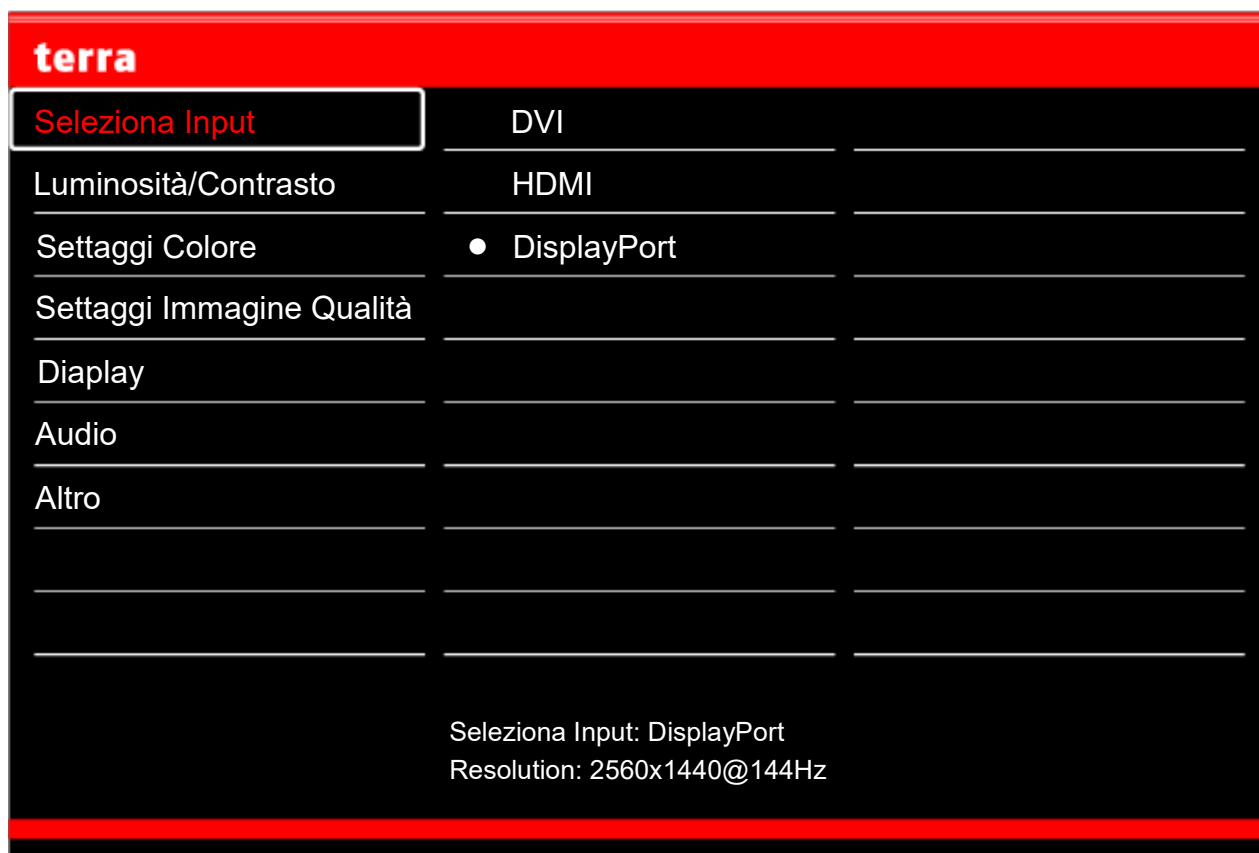 terra
Seleziona Input
DVI
Luminosità/Contrasto
HDMI
Settaggi Colore
DisplayPort
Settaggi Immagine Qualità
Diaplay
Audio
Altro
Seleziona Input: DisplayPort
Resolution: 2560x1440@144Hz